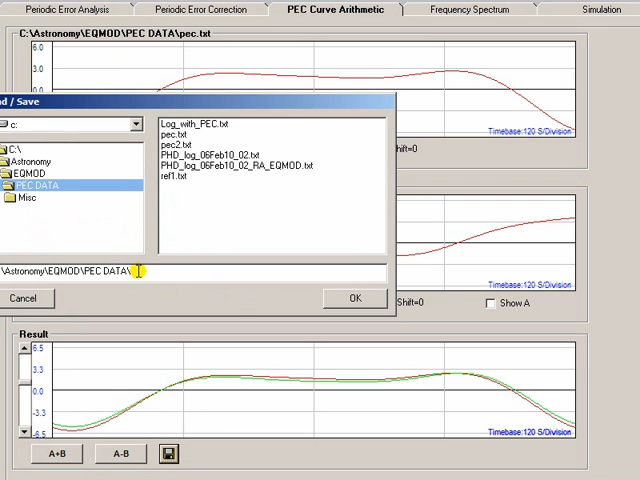 Periodic Error Analysis
Periodic Error Correction
PEC Curve Arithmetic
Frequency Spectrum
Simulation
C:\Astronomy\EQMOD\PEC DATA\pec.txt
6.0
0.0
Timebase:120 S/Division
/ Save
c:
C:\
Astronomy
EQMOD
PEC DATA
Misc
Log_with_PEC.txt
pec.txt
pec2.txt
PHD_log_06Feb10_02.txt
PHD_log_06Feb10_02_RA_EQMOD.txt
ref1.txt
\Astronomy\EQMOD\PEC DATA\
Cancel
OK
hift=0
Timebase:120 S/Division
Shift=0
Show A
Result
6.5
3.3
0.0
-3.3
-6.5
Timebase:120 S/Division
A+B
A-B